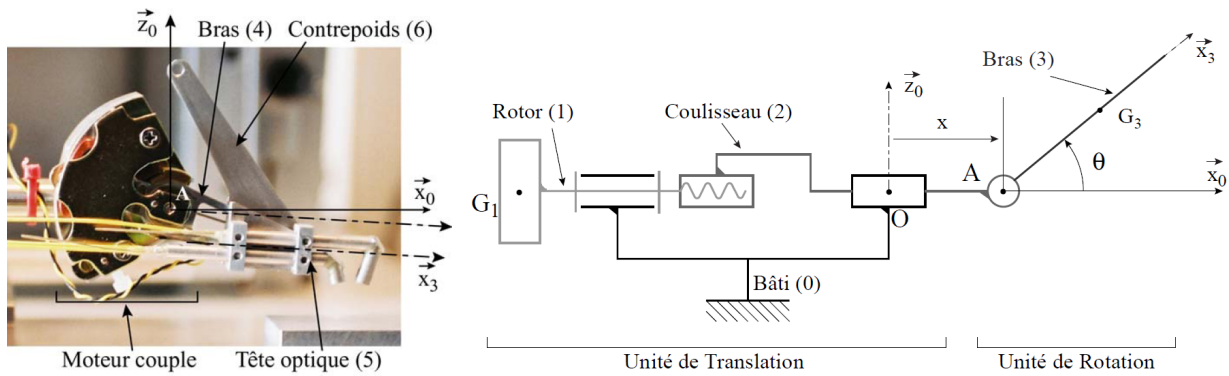 z₀
Bras (4)
Contrepoids (6)
A
x₀
x₃
Moteur couple
Tête optique (5)
Rotor (1)
Coulisseau (2)
z₀
x
Bras (3)
x₃
G₃
θ
A
x₀
G₁
O
Bâti (0)
Unité de Translation
Unité de Rotation